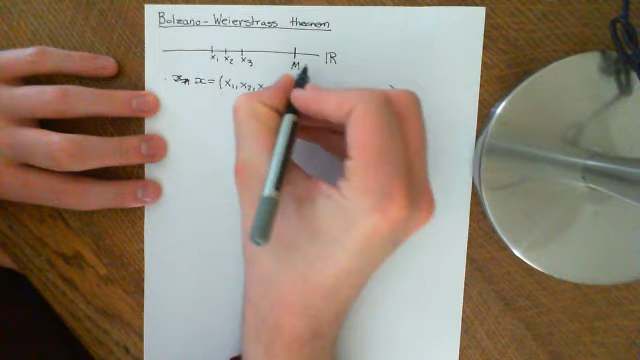 Bolzano-Weierstrass theorem
x₁ x₂ x₃ M ℝ
x = (x₁, x₂, x